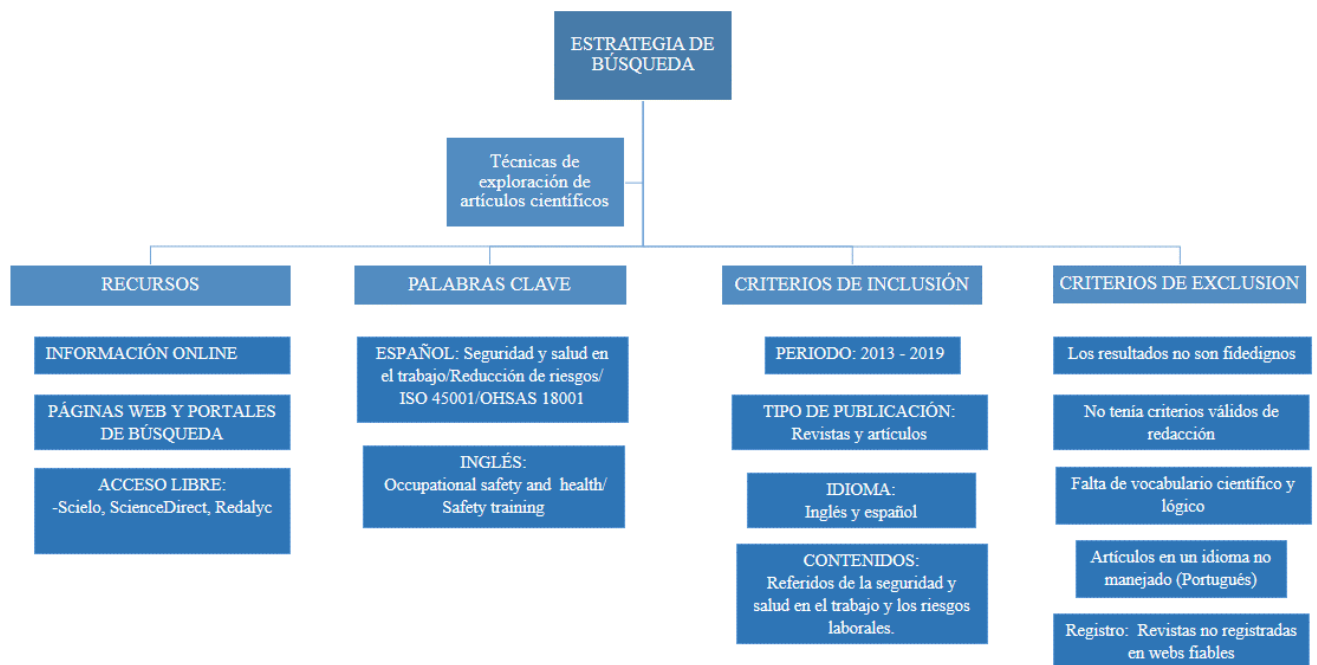 ESTRATEGIA DE
BÚSQUEDA
Técnicas de
exploración de
artículos científicos
RECURSOS
INFORMACIÓN ONLINE
PÁGINAS WEB Y PORTALES
DE BÚSQUEDA
ACCESO LIBRE:
-Scielo, ScienceDirect, Redalyc
PALABRAS CLAVE
ESPAÑOL: Seguridad y salud en
el trabajo/Reducción de riesgos/
ISO 45001/OHSAS 18001
INGLÉS:
Occupational safety and health/
Safety training
CRITERIOS DE INCLUSIÓN
PERIODO: 2013 - 2019
TIPO DE PUBLICACIÓN:
Revistas y artículos
IDIOMA:
Inglés y español
CONTENIDOS:
Referidos de la seguridad y
salud en el trabajo y los riesgos
laborales.
CRITERIOS DE EXCLUSION
Los resultados no son fidedignos
No tenía criterios válidos de
redacción
Falta de vocabulario científico y
lógico
Artículos en un idioma no
manejado (Portugués)
Registro: Revistas no registradas
en webs fiables